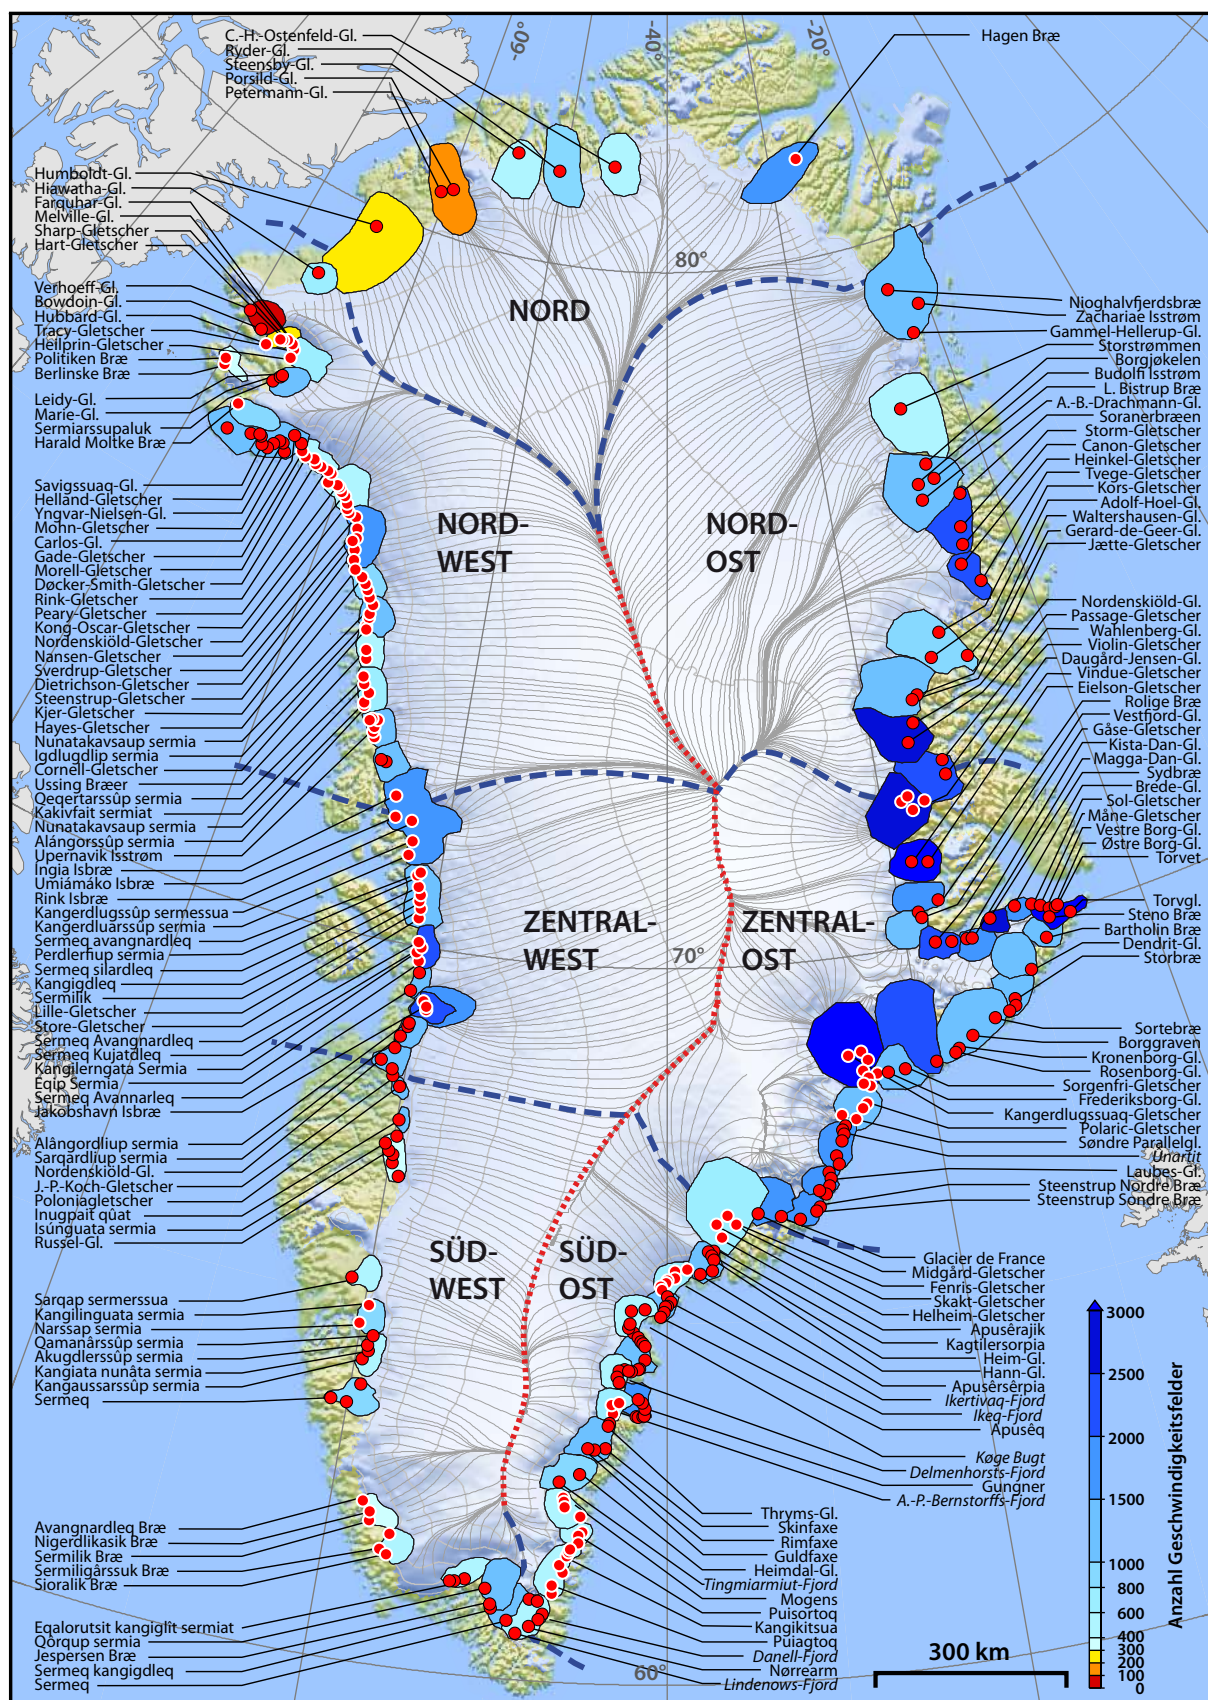 -60°
-40°
-20°
C.-H.-Ostenfeld-Gl.
Ryder-Gl.
Steensby-Gl.
Porsild-Gl.
Petermann-Gl.
Hagen Bræ
Humboldt-Gl.
Hiawatha-Gl.
Farquhar-Gl.
Melville-Gl.
Sharp-Gletscher
Hart-Gletscher
Verhoeff-Gl.
Bowdoin-Gl.
Hubbard-Gl.
Tracy-Gletscher
Heilprin-Gletscher
Politiken Bræ
Berlinske Bræ
Leidy-Gl.
Marie-Gl.
Sermiarssupaluk
Harald Moltke Bræ
Savigssuaq-Gl.
Helland-Gletscher
Yngvar-Nielsen-Gl.
Mohn-Gletscher
Carlos-Gl.
Gade-Gletscher
Morell-Gletscher
Døcker-Smith-Gletscher
Rink-Gletscher
Peary-Gletscher
Kong-Oscar-Gletscher
Nordenskiöld-Gletscher
Nansen-Gletscher
Sverdrup-Gletscher
Dietrichson-Gletscher
Steenstrup-Gletscher
Kjer-Gletscher
Hayes-Gletscher
Nunatakavsaup sermia
Igdlugdlip sermia
Cornell-Gletscher
Ussing Bræer
Qeqertarssûp sermia
Kakivfait sermiat
Nunatakavsaup sermia
Alángorssûp sermia
Upernavik Isstrøm
Ingia Isbræ
Umiámáko Isbræ
Rink Isbræ
Kangerdlugssûp sermessua
Kangerdluarssûp sermia
Sermeq avangnardleq
Perdlerfiup sermia
Sermeq silardleq
Kangigdleq
Sermilik
Lille-Gletscher
Store-Gletscher
Sermeq Avangnardleq
Sermeq Kujatdleq
Kangilerngata Sermia
Eqip Sermia
Sermeq Avannarleq
Jakobshavn Isbræ
Alângordliup sermia
Sarqardliup sermia
Nordenskiöld-Gl.
J.-P.-Koch-Gletscher
Poloniagletscher
Inugpait qûat
Isúnguata sermia
Russel-Gl.
Sarqap sermerssua
Kangilinguata sermia
Narssap sermia
Qamanârssûp sermia
Akugdlerssûp sermia
Kangiata nunâta sermia
Kangaussarssûp sermia
Sermeq
Avangnardleq Bræ
Nigerdlikasik Bræ
Sermilik Bræ
Sermiligârssuk Bræ
Sioralik Bræ
Eqalorutsit kangigdlît sermiat
Qôrqup sermia
Jespersen Bræ
Sermeq kangigdleq
Sermeq
NORD
NORD-
WEST
NORD-
OST
ZENTRAL-
WEST
ZENTRAL-
OST
SÜD-
WEST
SÜD-
OST
80°
70°
60°
Nioghalvfjerdsbræ
Zachariae Isstrøm
Gammel-Hellerup-Gl.
Storstrømmen
Borgjøkelen
Budolfi Isstrøm
L. Bistrup Bræ
A.-B.-Drachmann-Gl.
Soranerbræen
Storm-Gletscher
Canon-Gletscher
Heinkel-Gletscher
Tvege-Gletscher
Kors-Gletscher
Adolf-Hoel-Gl.
Waltershausen-Gl.
Gerard-de-Geer-Gl.
Jætte-Gletscher
Nordenskiöld-Gl.
Passage-Gletscher
Wahlenberg-Gl.
Violin-Gletscher
Daugård-Jensen-Gl.
Vindue-Gletscher
Eielson-Gletscher
Rolige Bræ
Vestfjord-Gl.
Gåse-Gletscher
Kista-Dan-Gl.
Magga-Dan-Gl.
Sydbræ
Brede-Gl.
Sol-Gletscher
Måne-Gletscher
Vestre Borg-Gl.
Østre Borg-Gl.
Torvet
Torvgl.
Steno Bræ
Bartholin Bræ
Dendrit-Gl.
Storbræ
Sortebræ
Borggraven
Kronenborg-Gl.
Rosenborg-Gl.
Sorgenfri-Gletscher
Frederiksborg-Gl.
Kangerdlugssuaq-Gletscher
Polaric-Gletscher
Søndre Parallelgl.
Unartit
Laubes-Gl.
Steenstrup Nordre Bræ
Steenstrup Søndre Bræ
Glacier de France
Midgård-Gletscher
Fenris-Gletscher
Skakt-Gletscher
Helheim-Gletscher
Apusêrajik
Kagtilersorpia
Heim-Gl.
Hann-Gl.
Apusêrsêrpia
Ikertivaq-Fjord
Ikeq-Fjord
Apusêq
Køge Bugt
Delmenhorsts-Fjord
Gungner
A.-P.-Bernstorffs-Fjord
Thryms-Gl.
Skinfaxe
Rimfaxe
Guldfaxe
Heimdal-Gl.
Tingmiarmiut-Fjord
Mogens
Puisortoq
Kangikitsua
Puiagtoq
Danell-Fjord
Nørrearm
Lindenows-Fjord
300 km
Anzahl Geschwindigkeitsfelder
3000
2500
2000
1500
1000
800
600
400
300
200
100
0